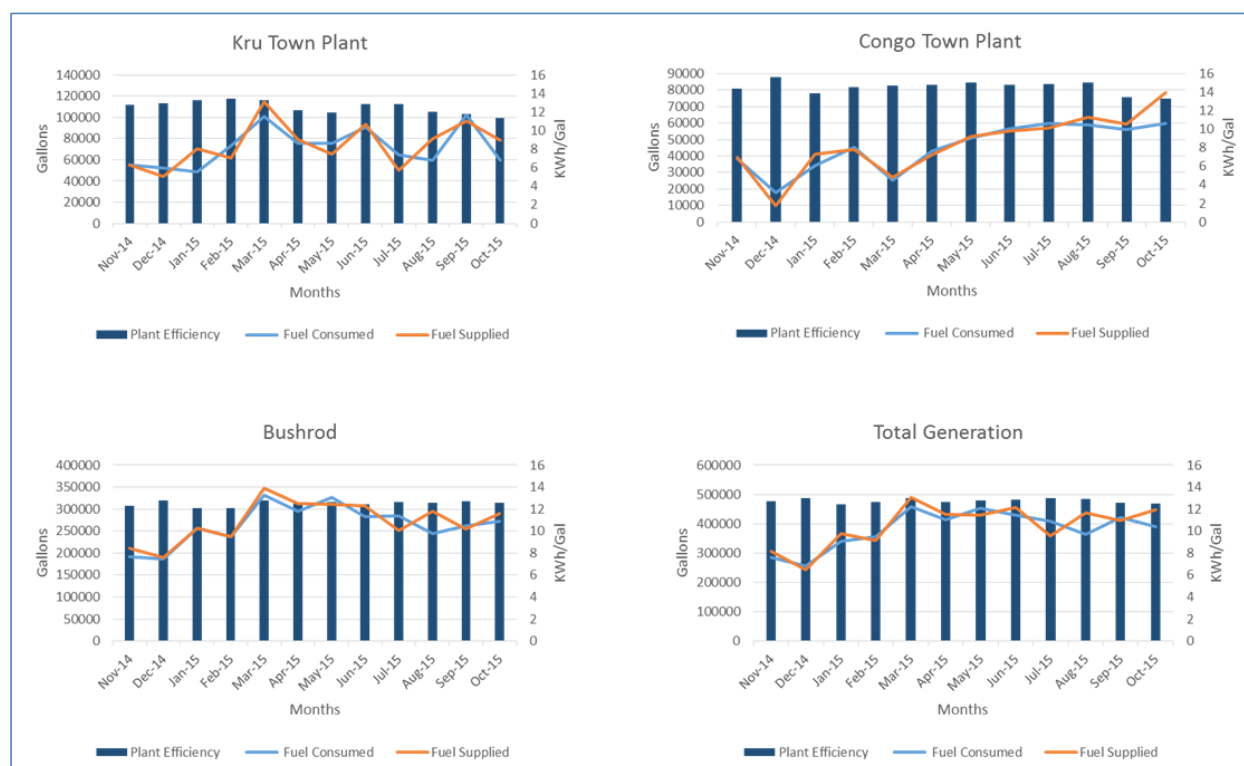 Kru Town Plant
140000
120000
100000
80000
60000
40000
20000
0
Gallons
16
14
12
10
8
6
4
2
0
KWh/Gal
Nov-14
Dec-14
Jan-15
Feb-15
Mar-15
Apr-15
May-15
Jun-15
Jul-15
Aug-15
Sep-15
Oct-15
Months
Plant Efficiency Fuel Consumed Fuel Supplied
Congo Town Plant
90000
80000
70000
60000
50000
40000
30000
20000
10000
0
Gallons
16
14
12
10
8
6
4
2
0
KWh/Gal
Nov-14
Dec-14
Jan-15
Feb-15
Mar-15
Apr-15
May-15
Jun-15
Jul-15
Aug-15
Sep-15
Oct-15
Months
Plant Efficiency Fuel Consumed Fuel Supplied
Bushrod
400000
350000
300000
250000
200000
150000
100000
50000
0
Gallons
16
14
12
10
8
6
4
2
0
KWh/Gal
Nov-14
Dec-14
Jan-15
Feb-15
Mar-15
Apr-15
May-15
Jun-15
Jul-15
Aug-15
Sep-15
Oct-15
Months
Plant Efficiency Fuel Consumed Fuel Supplied
Total Generation
600000
500000
400000
300000
200000
100000
0
Gallons
16
14
12
10
8
6
4
2
0
KWh/Gal
Nov-14
Dec-14
Jan-15
Feb-15
Mar-15
Apr-15
May-15
Jun-15
Jul-15
Aug-15
Sep-15
Oct-15
Months
Plant Efficiency Fuel Consumed Fuel Supplied